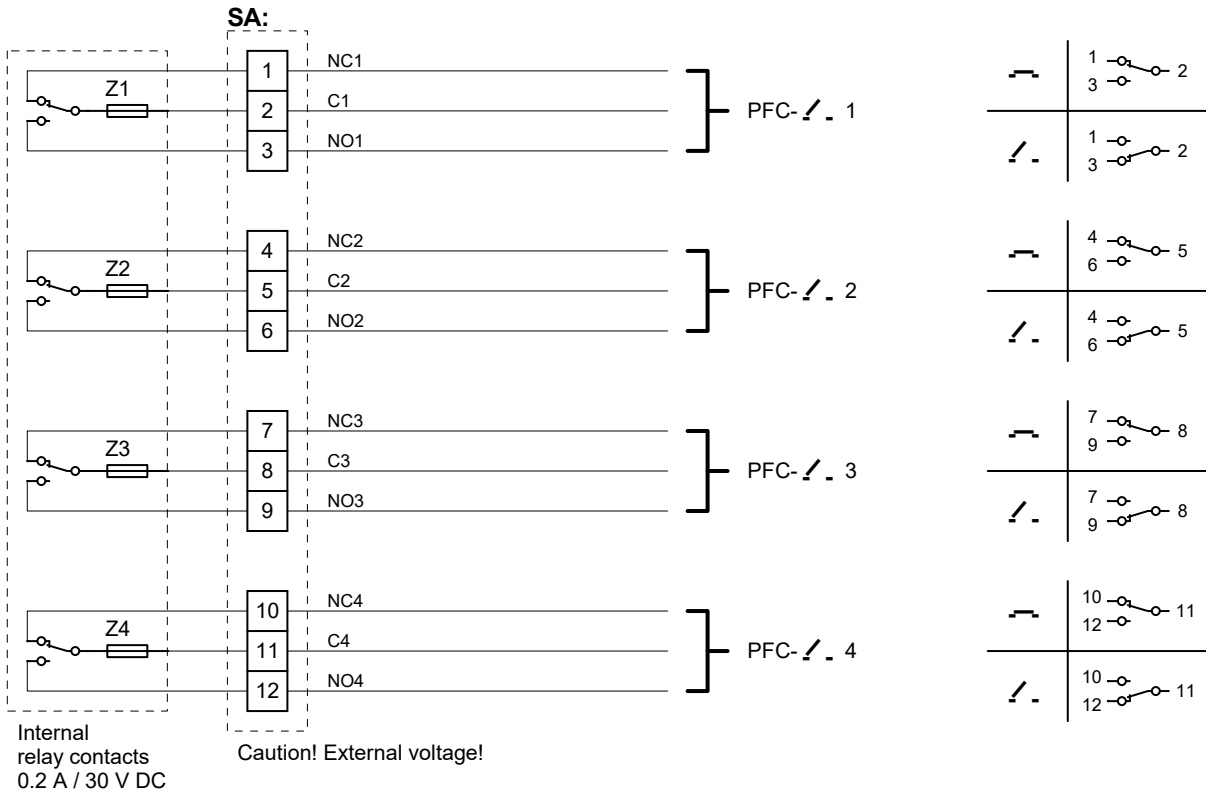 SA:
Z1
1 NC1
2 C1
3 NO1
PFC- 1
1
3 2
1
3 2
Z2
4 NC2
5 C2
6 NO2
PFC- 2
4
6 5
4
6 5
Z3
7 NC3
8 C3
9 NO3
PFC- 3
7
9 8
7
9 8
Z4
10 NC4
11 C4
12 NO4
PFC- 4
10
12 11
10
12 11
Internal
relay contacts
0.2 A / 30 V DC
Caution! External voltage!